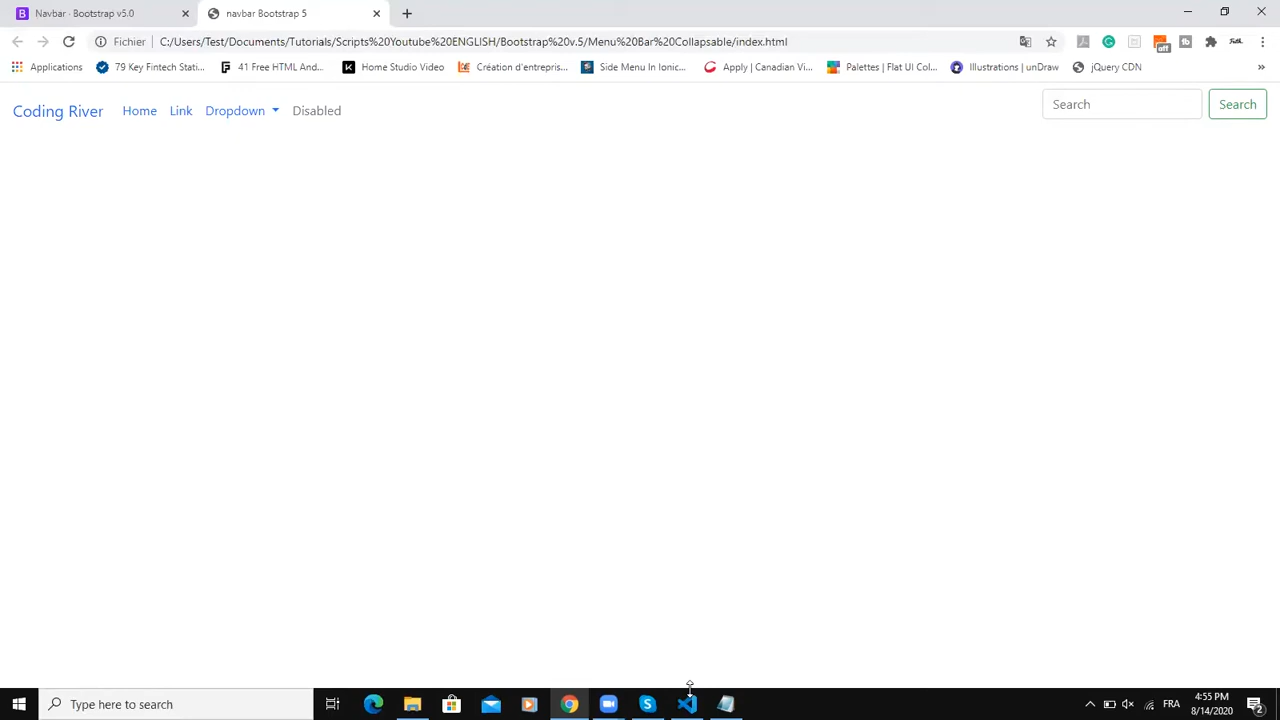 Navbar · Bootstrap v5.0
navbar Bootstrap 5
Fichier
C:/Users/Test/Documents/Tutorials/Scripts%20Youtube%20ENGLISH/Bootstrap%20v.5/Menu%20Bar%20Collapsable/index.html
off
Applications
79 Key Fintech Stati...
41 Free HTML And...
Home Studio Video
Création d'entrepris...
Side Menu In Ionic...
Apply | Canadian Vi...
Palettes | Flat UI Col...
Illustrations | unDraw
jQuery CDN
»
Coding River
Home
Link
Dropdown
Disabled
Search
Search
Type here to search
FRA
4:55 PM
8/14/2020
2